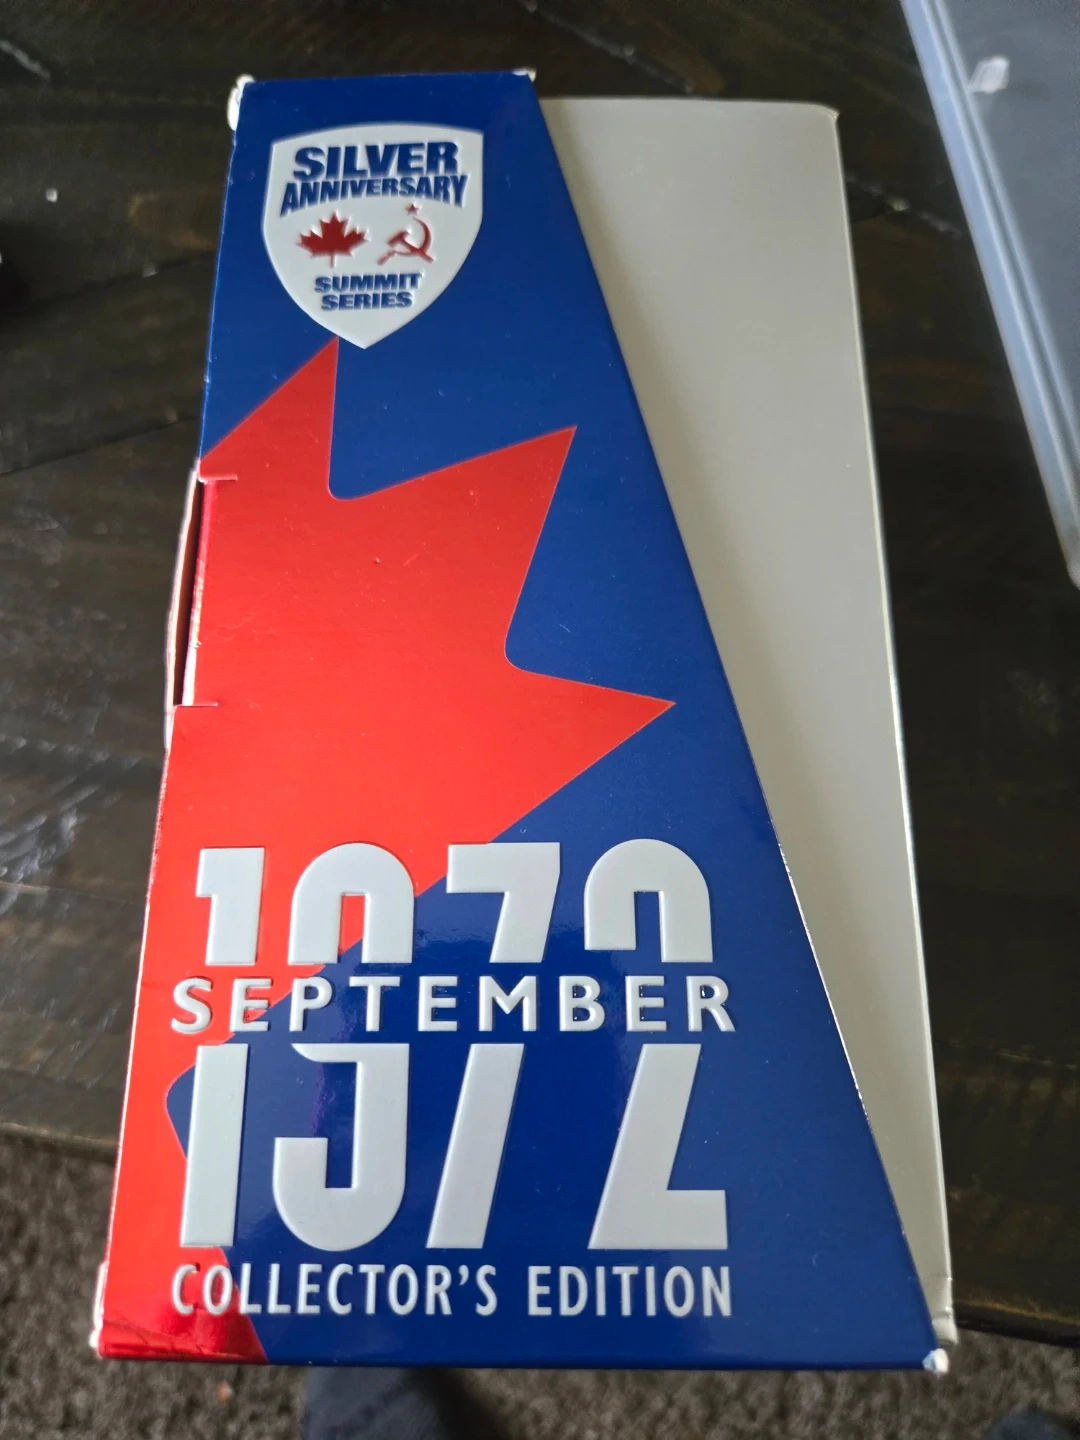 SILVER
ANNIVERSARY
SUMMIT
SERIES
1972
SEPTEMBER
COLLECTOR'S EDITION